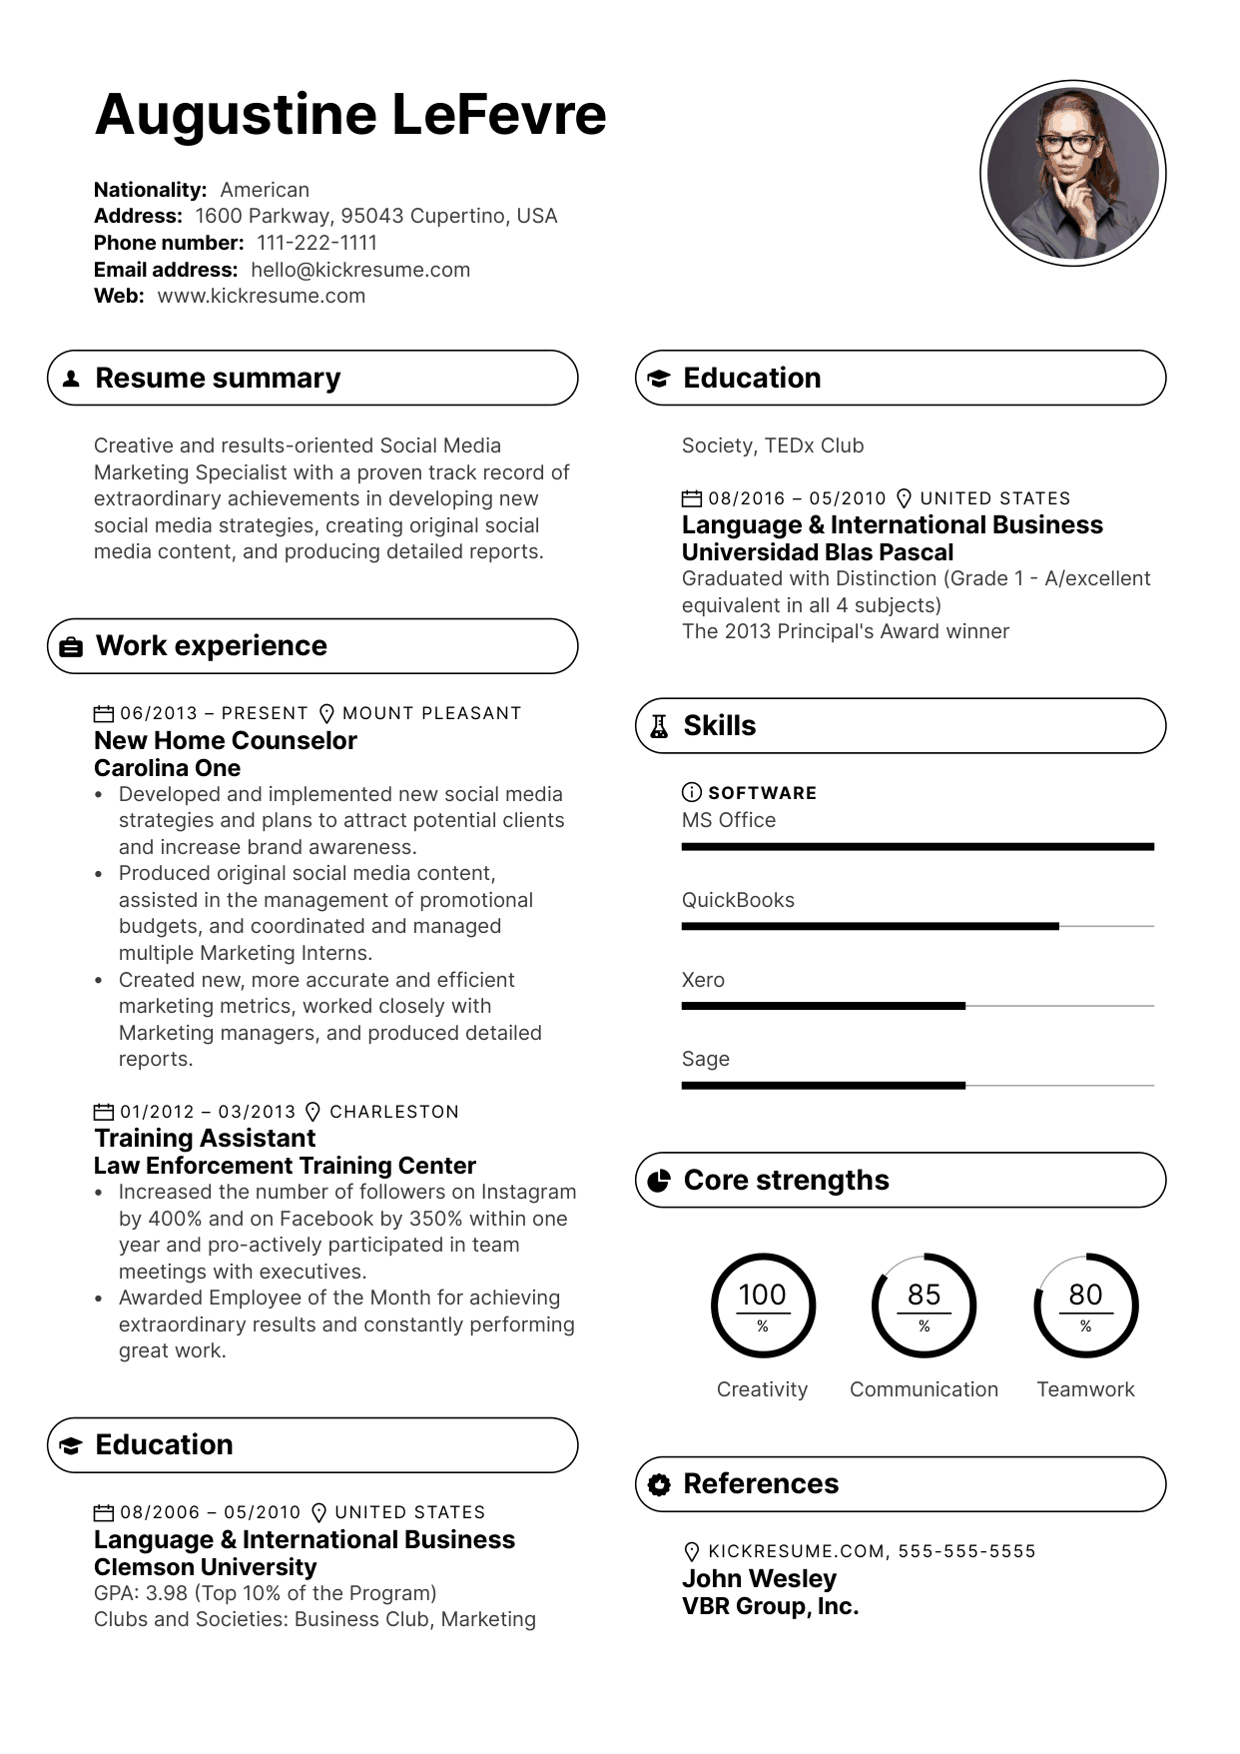 Augustine LeFevre
Nationality: American
Address: 1600 Parkway, 95043 Cupertino, USA
Phone number: 111-222-1111
Email address: hello@kickresume.com
Web: www.kickresume.com
Resume summary
Creative and results-oriented Social Media
Marketing Specialist with a proven track record of
extraordinary achievements in developing new
social media strategies, creating original social
media content, and producing detailed reports.
Work experience
06/2013 – PRESENT MOUNT PLEASANT
New Home Counselor
Carolina One
• Developed and implemented new social media
strategies and plans to attract potential clients
and increase brand awareness.
• Produced original social media content,
assisted in the management of promotional
budgets, and coordinated and managed
multiple Marketing Interns.
• Created new, more accurate and efficient
marketing metrics, worked closely with
Marketing managers, and produced detailed
reports.
01/2012 – 03/2013 CHARLESTON
Training Assistant
Law Enforcement Training Center
• Increased the number of followers on Instagram
by 400% and on Facebook by 350% within one
year and pro-actively participated in team
meetings with executives.
• Awarded Employee of the Month for achieving
extraordinary results and constantly performing
great work.
Education
08/2006 – 05/2010 UNITED STATES
Language & International Business
Clemson University
GPA: 3.98 (Top 10% of the Program)
Clubs and Societies: Business Club, Marketing
Education
Society, TEDx Club
08/2016 – 05/2010 UNITED STATES
Language & International Business
Universidad Blas Pascal
Graduated with Distinction (Grade 1 - A/excellent
equivalent in all 4 subjects)
The 2013 Principal's Award winner
Skills
SOFTWARE
MS Office
QuickBooks
Xero
Sage
Core strengths
100 85 80
% % %
Creativity Communication Teamwork
References
KICKRESUME.COM, 555-555-5555
John Wesley
VBR Group, Inc.